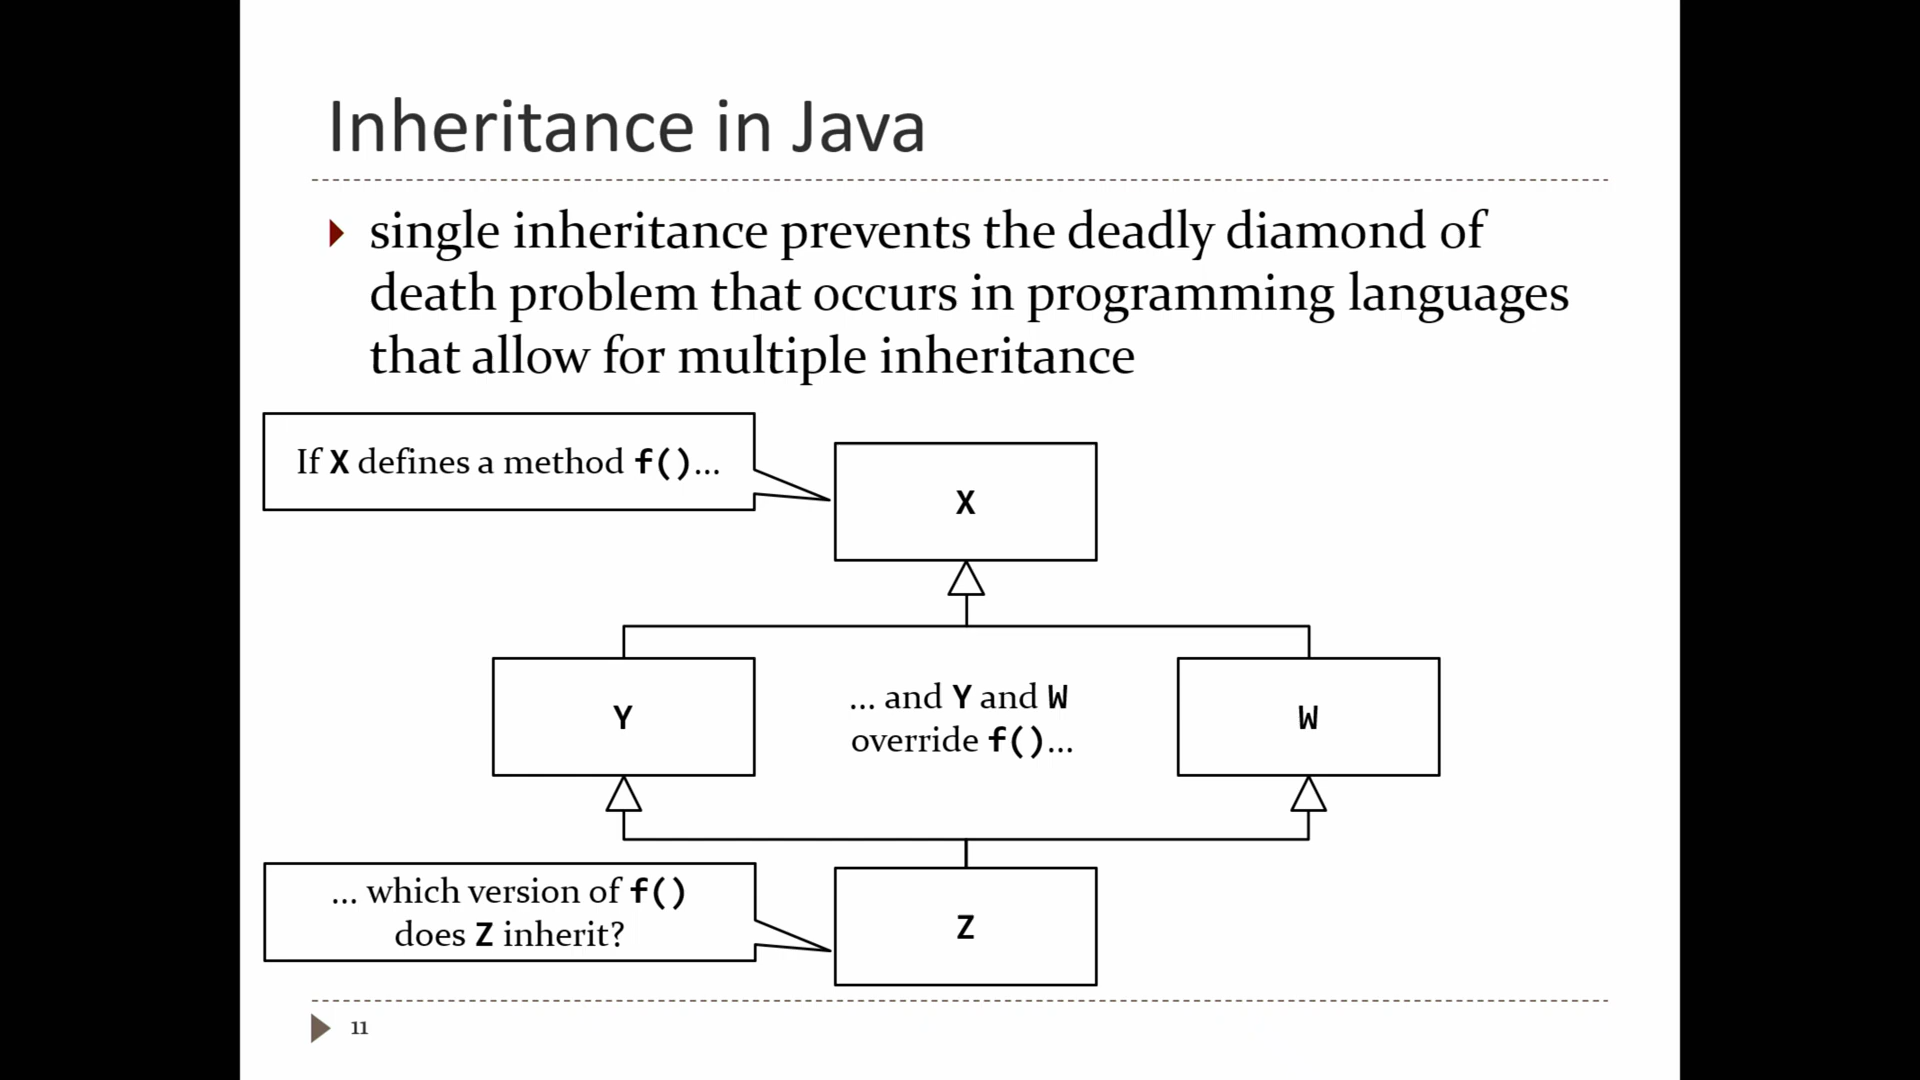 Inheritance in Java
single inheritance prevents the deadly diamond of
death problem that occurs in programming languages
that allow for multiple inheritance
If X defines a method f()...
X
Y
... and Y and W
override f()...
W
... which version of f()
does Z inherit?
Z
11